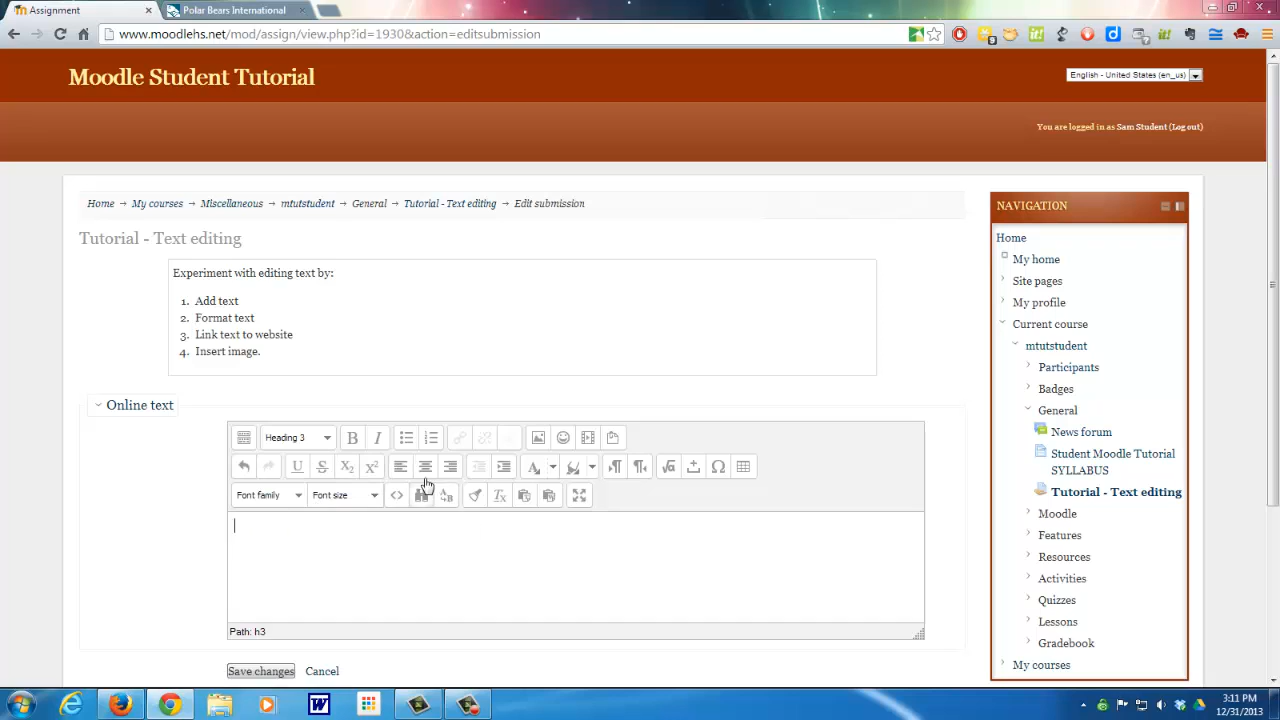 Assignment
Polar Bears International
www.moodlehs.net/mod/assign/view.php?id=1930&action=editsubmission
Moodle Student Tutorial
English - United States (en_us)
You are logged in as Sam Student (Log out)
Home → My courses → Miscellaneous → mtutstudent → General → Tutorial - Text editing → Edit submission
Tutorial - Text editing
Experiment with editing text by:
1. Add text
2. Format text
3. Link text to website
4. Insert image.
Online text
Heading 3
Font family
Font size
Path: h3
Save changes Cancel
NAVIGATION
Home
My home
Site pages
My profile
Current course
mtutstudent
Participants
Badges
General
News forum
Student Moodle Tutorial
SYLLABUS
Tutorial - Text editing
Moodle
Features
Resources
Activities
Quizzes
Lessons
Gradebook
My courses
3:11 PM
12/31/2013